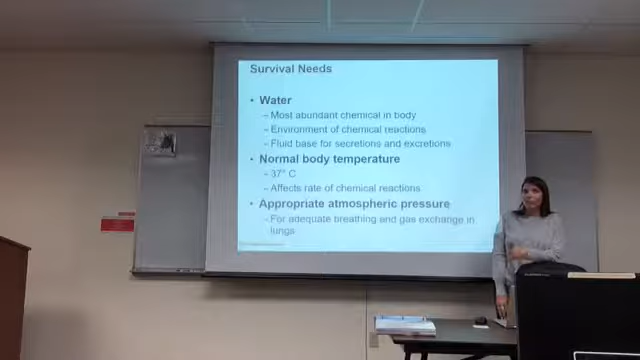 Survival Needs
• Water
– Most abundant chemical in body
– Environment of chemical reactions
– Fluid base for secretions and excretions
• Normal body temperature
– 37° C
– Affects rate of chemical reactions
• Appropriate atmospheric pressure
– For adequate breathing and gas exchange in
lungs